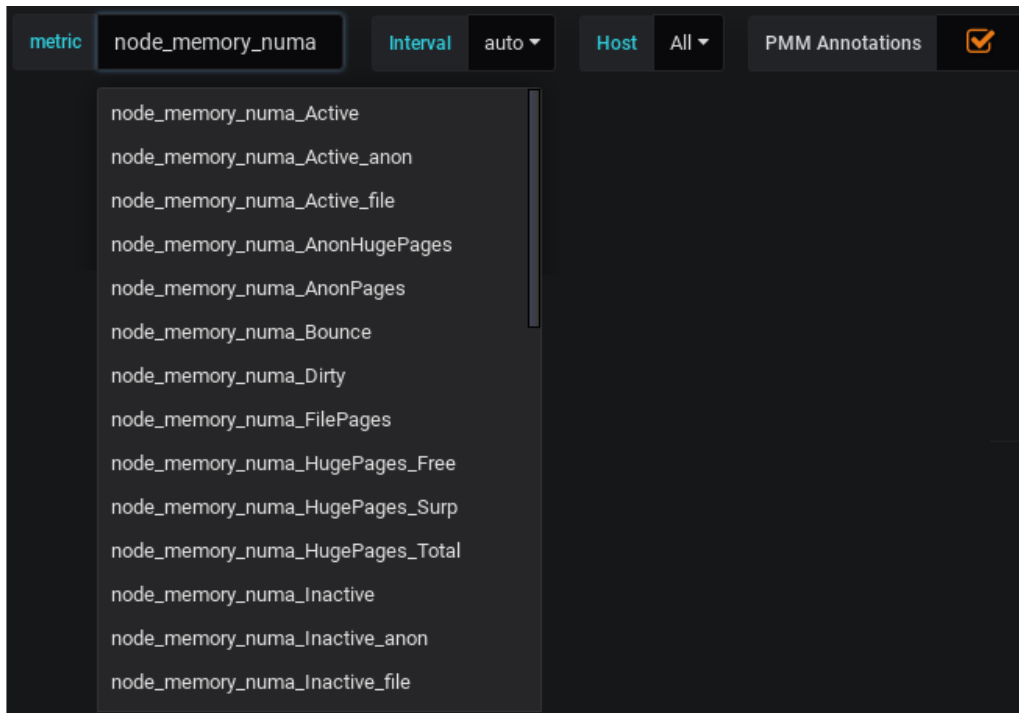 metric node_memory_numa Interval auto Host All PMM Annotations
node_memory_numa_Active
node_memory_numa_Active_anon
node_memory_numa_Active_file
node_memory_numa_AnonHugePages
node_memory_numa_AnonPages
node_memory_numa_Bounce
node_memory_numa_Dirty
node_memory_numa_FilePages
node_memory_numa_HugePages_Free
node_memory_numa_HugePages_Surp
node_memory_numa_HugePages_Total
node_memory_numa_Inactive
node_memory_numa_Inactive_anon
node_memory_numa_Inactive_file